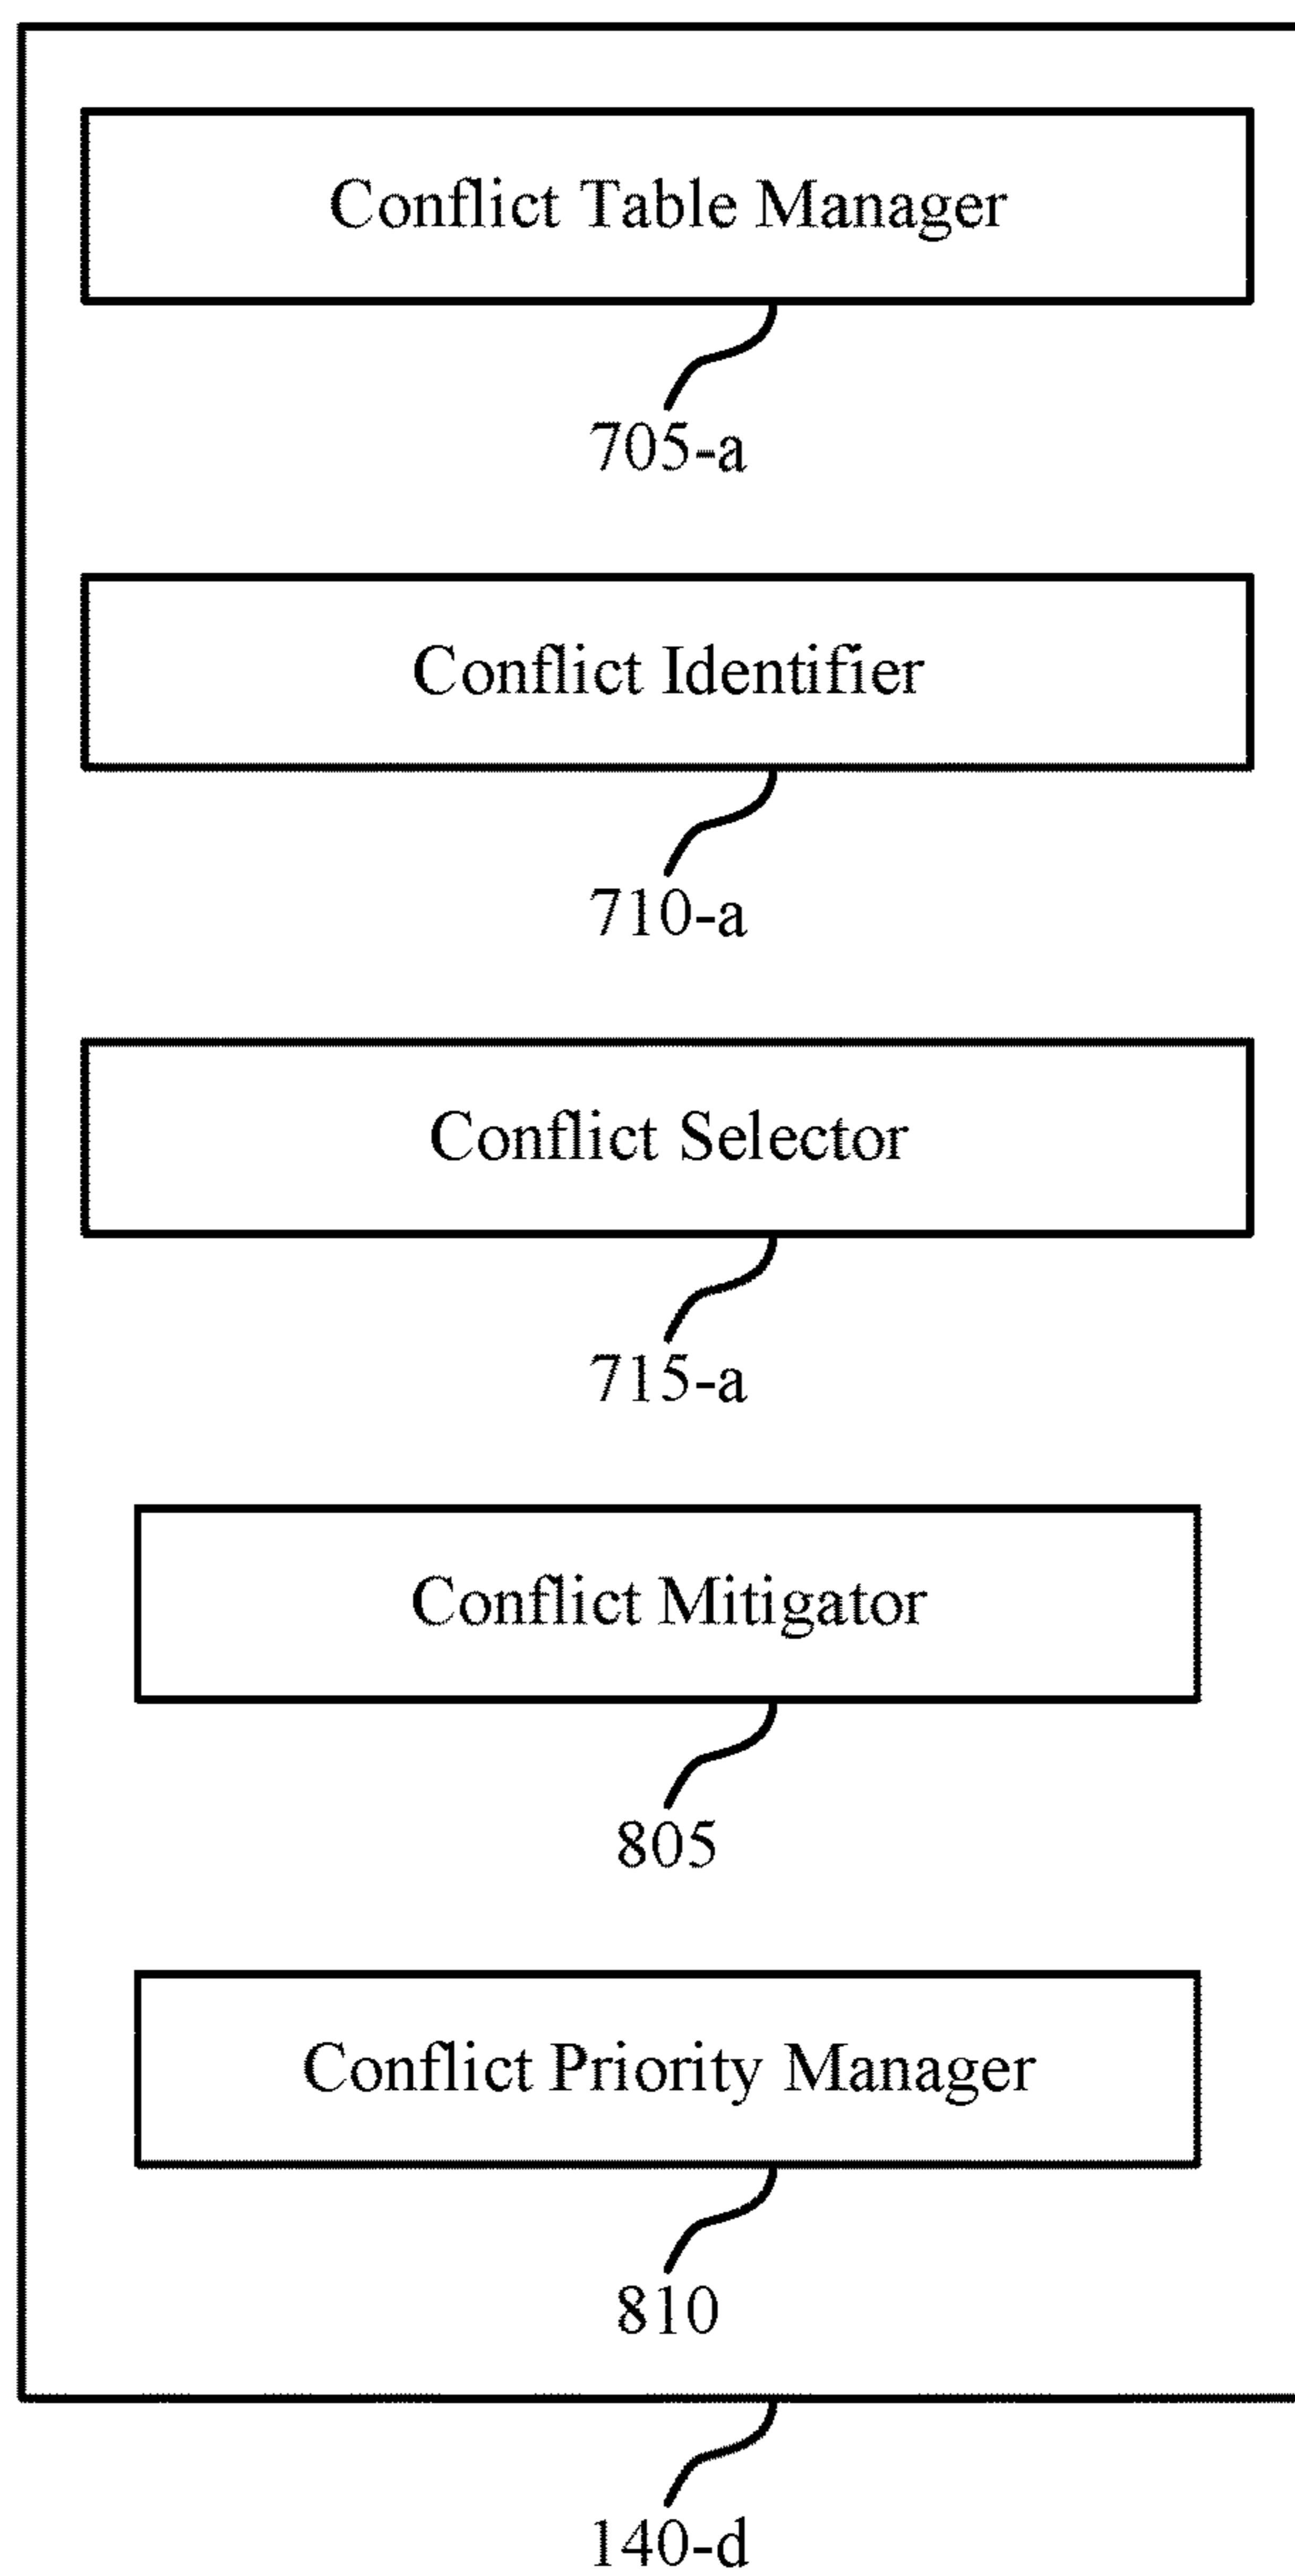 Conflict Table Manager
705-a
Conflict Identifier
710-a
Conflict Selector
715-a
Conflict Mitigator
805
Conflict Priority Manager
810
140-d